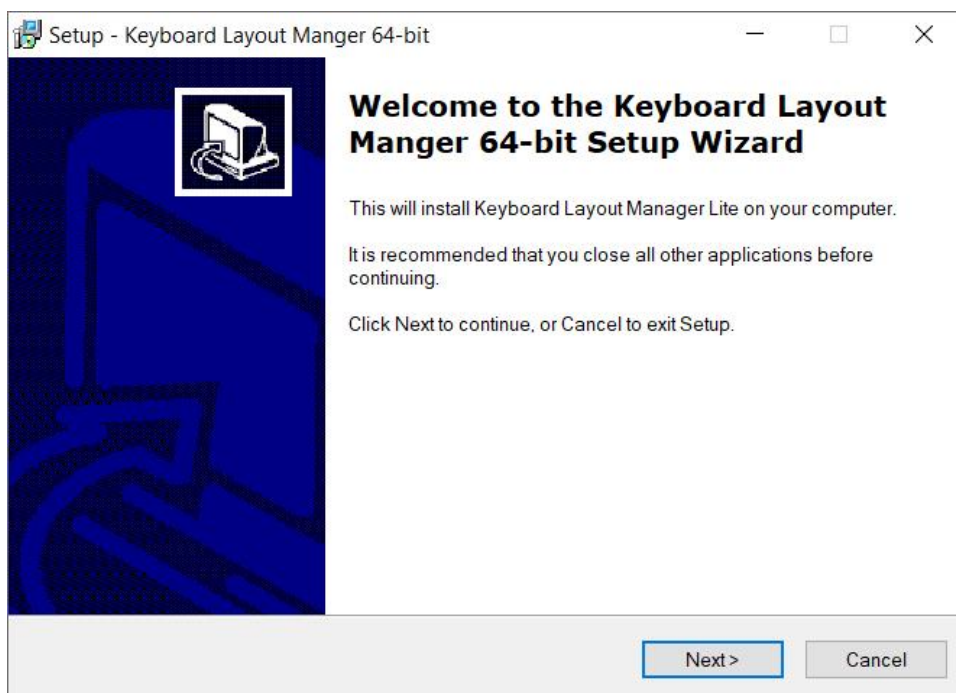 Setup - Keyboard Layout Manger 64-bit
Welcome to the Keyboard Layout
Manger 64-bit Setup Wizard
This will install Keyboard Layout Manager Lite on your computer.
It is recommended that you close all other applications before
continuing.
Click Next to continue, or Cancel to exit Setup.
Next >
Cancel